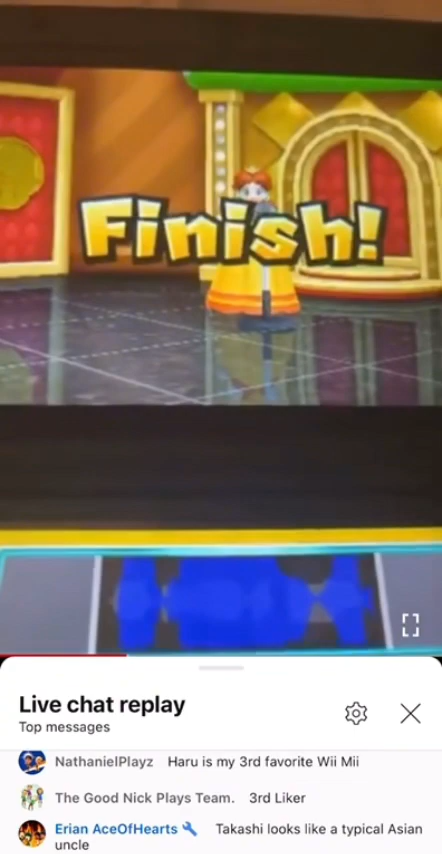 Finish!
Live chat replay
Top messages
NathanielPlayz Haru is my 3rd favorite Wii Mii
The Good Nick Plays Team. 3rd Liker
Erian AceOfHearts Takashi looks like a typical Asian
uncle